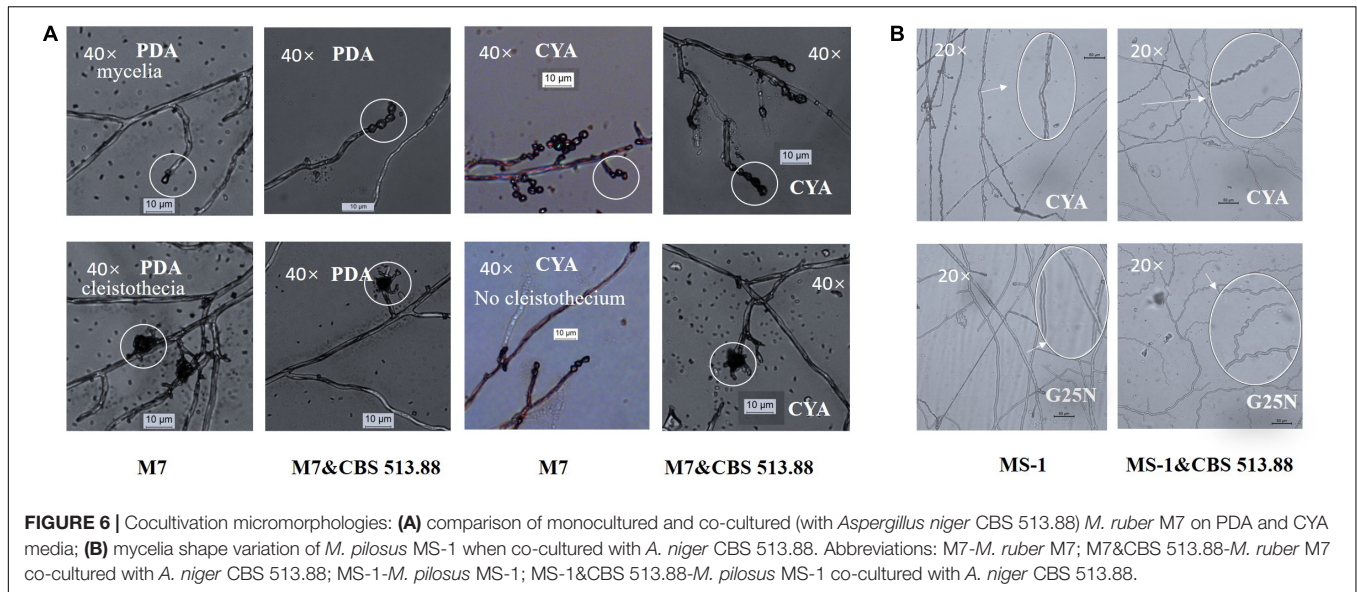 A
40× PDA
mycelia
10 µm
40× PDA
10 µm
40× CYA
10 µm
40×
10 µm
CYA
B
20×
CYA
20×
CYA
40× PDA
cleistothecia
10 µm
40× PDA
10 µm
40× CYA
No cleistothecium
10 µm
40×
10 µm
CYA
20×
G25N
20×
G25N
M7
M7&CBS 513.88
M7
M7&CBS 513.88
MS-1
MS-1&CBS 513.88
FIGURE 6 | Cocultivation micromorphologies: (A) comparison of monocultured and co-cultured (with Aspergillus niger CBS 513.88) M. ruber M7 on PDA and CYA
media; (B) mycelia shape variation of M. pilosus MS-1 when co-cultured with A. niger CBS 513.88. Abbreviations: M7-M. ruber M7; M7&CBS 513.88-M. ruber M7
co-cultured with A. niger CBS 513.88; MS-1-M. pilosus MS-1; MS-1&CBS 513.88-M. pilosus MS-1 co-cultured with A. niger CBS 513.88.